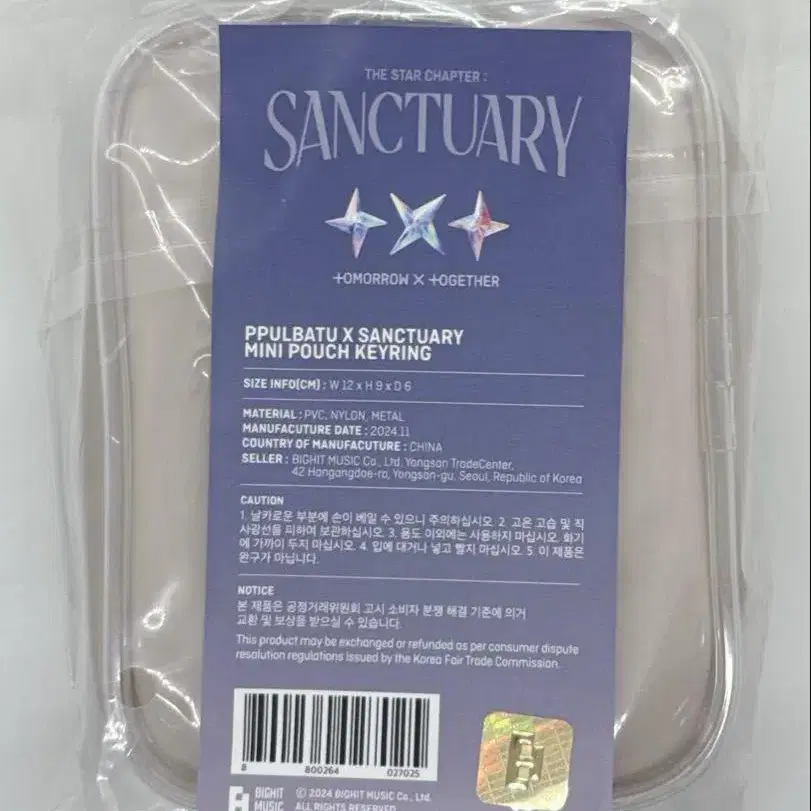 THE STAR CHAPTER :
SANCTUARY
TOMORROW X TOGETHER
PPULBATU X SANCTUARY
MINI POUCH KEYRING
SIZE INFO(CM) : W 12 x H 9 x D 6
MATERIAL : PVC, NYLON, METAL
MANUFACUTURE DATE : 2024.11
COUNTRY OF MANUFACUTURE : CHINA
SELLER : BIGHIT MUSIC Co., Ltd. Yongsan TradeCenter,
42 Hangangdae-ro, Yongsan-gu, Seoul, Republic of Korea
CAUTION
1. 날카로운 부분에 손이 베일 수 있으니 주의하십시오. 2. 고온 고습 및 직
사광선을 피하여 보관하십시오. 3. 용도 이외에는 사용하지 마십시오. 화기
에 가까이 두지 마십시오. 4. 입에 대거나 넣고 빨지 마십시오. 5. 이 제품은
완구가 아닙니다.
NOTICE
본 제품은 공정거래위원회 고시 소비자 분쟁 해결 기준에 의거
교환 및 보상을 받으실 수 있습니다.
This product may be exchanged or refunded as per consumer dispute
resolution regulations issued by the Korea Fair Trade Commission.
8 800264 027025
BIGHIT
MUSIC
© 2024 BIGHIT MUSIC Co., Ltd.
ALL RIGHTS RESERVED